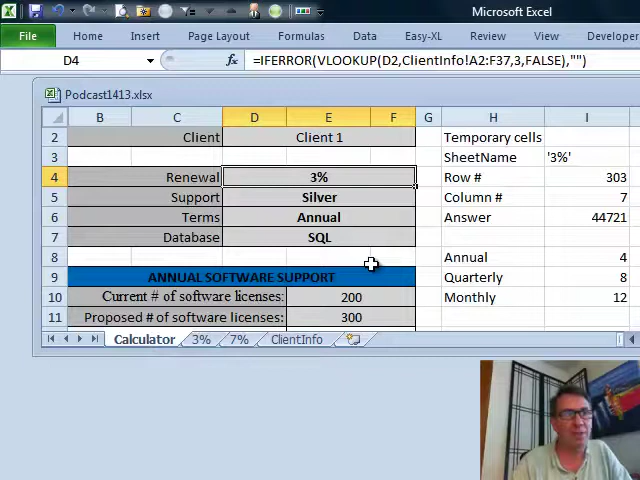 Microsoft Excel
File Home Insert Page Layout Formulas Data Easy-XL Review Developer
D4 fx =IFERROR(VLOOKUP(D2,ClientInfo!A2:F37,3,FALSE),"")
Podcast1413.xlsx
B C D E F G H I
2 Client Client 1 Temporary cells
3 SheetName '3%'
4 Renewal 3% Row # 303
5 Support Silver Column # 7
6 Terms Annual Answer 44721
7 Database SQL
8 Annual 4
9 ANNUAL SOFTWARE SUPPORT Quarterly 8
10 Current # of software licenses: 200 Monthly 12
11 Proposed # of software licenses: 300
Calculator 3% 7% ClientInfo